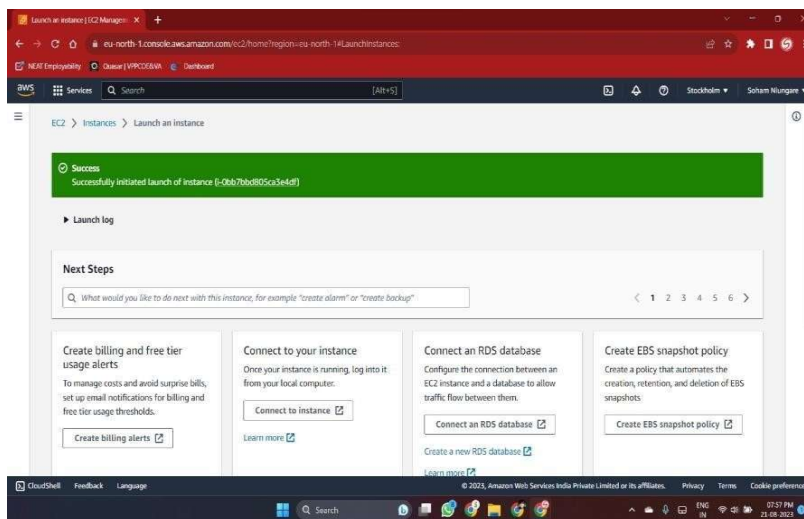 Launch an instance | EC2 Managem
eu-north-1.console.aws.amazon.com/ec2/home?region=eu-north-1#LaunchInstances:
NEAT Employability Quasar | VPPCOE&VA Dashboard
aws Services Search [Alt+S] Stockholm Soham Niungare
EC2 > Instances > Launch an instance
Success
Successfully initiated launch of instance (i-0bb7bbd805ca3e4df)
Launch log
Next Steps
What would you like to do next with this instance, for example "create alarm" or "create backup"
1 2 3 4 5 6
Create billing and free tier
usage alerts
To manage costs and avoid surprise bills,
set up email notifications for billing and
free tier usage thresholds.
Create billing alerts
Connect to your instance
Once your instance is running, log into it
from your local computer.
Connect to instance
Learn more
Connect an RDS database
Configure the connection between an
EC2 instance and a database to allow
traffic flow between them.
Connect an RDS database
Create a new RDS database
Learn more
Create EBS snapshot policy
Create a policy that automates the
creation, retention, and deletion of EBS
snapshots
Create EBS snapshot policy
CloudShell Feedback Language © 2023, Amazon Web Services India Private Limited or its affiliates. Privacy Terms Cookie preference
Search ENG 07:57 PM
IN 21-08-2023